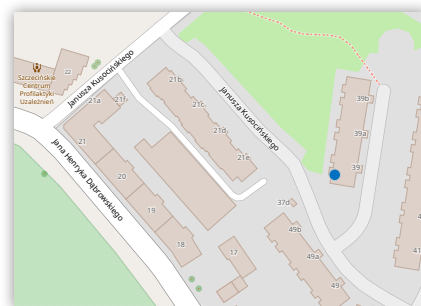 22
Szczecińskie
Centrum
Profilaktyki
Uzależnień
Janusza Kusocińskiego
21b
21a
21f
21c
39b
Janusza Kusocińskiego
21d
39a
21
21e
39
Jana Henryka Dąbrowskiego
20
19
37d
49b
18
17
49a
49